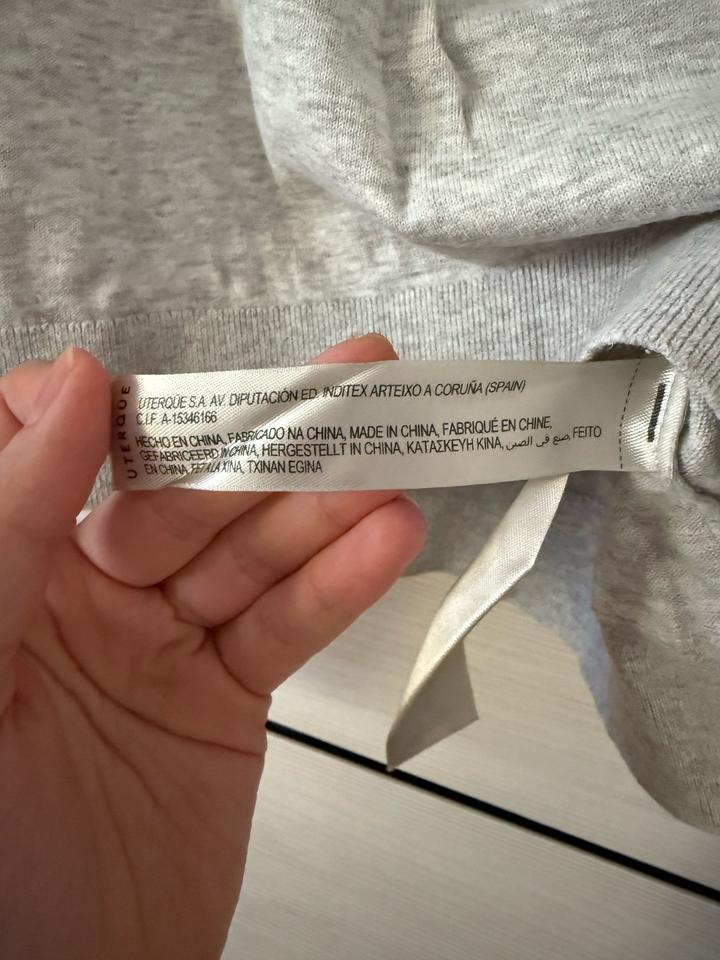 UTERQÜE
UTERQÜE S.A. AV. DIPUTACIÓN ED. INDITEX ARTEIXO A CORUÑA (SPAIN)
C.I.F. A-15346166
HECHO EN CHINA, FABRICADO NA CHINA, MADE IN CHINA, FABRIQUÉ EN CHINE,
GEFABRICEERD IN CHINA, HERGESTELLT IN CHINA, ΚΑΤΑΣΚΕΥΗ ΚΙΝΑ, صنع في الصين, FEITO
EN CHINA, FET A LA XINA, TXINAN EGINA